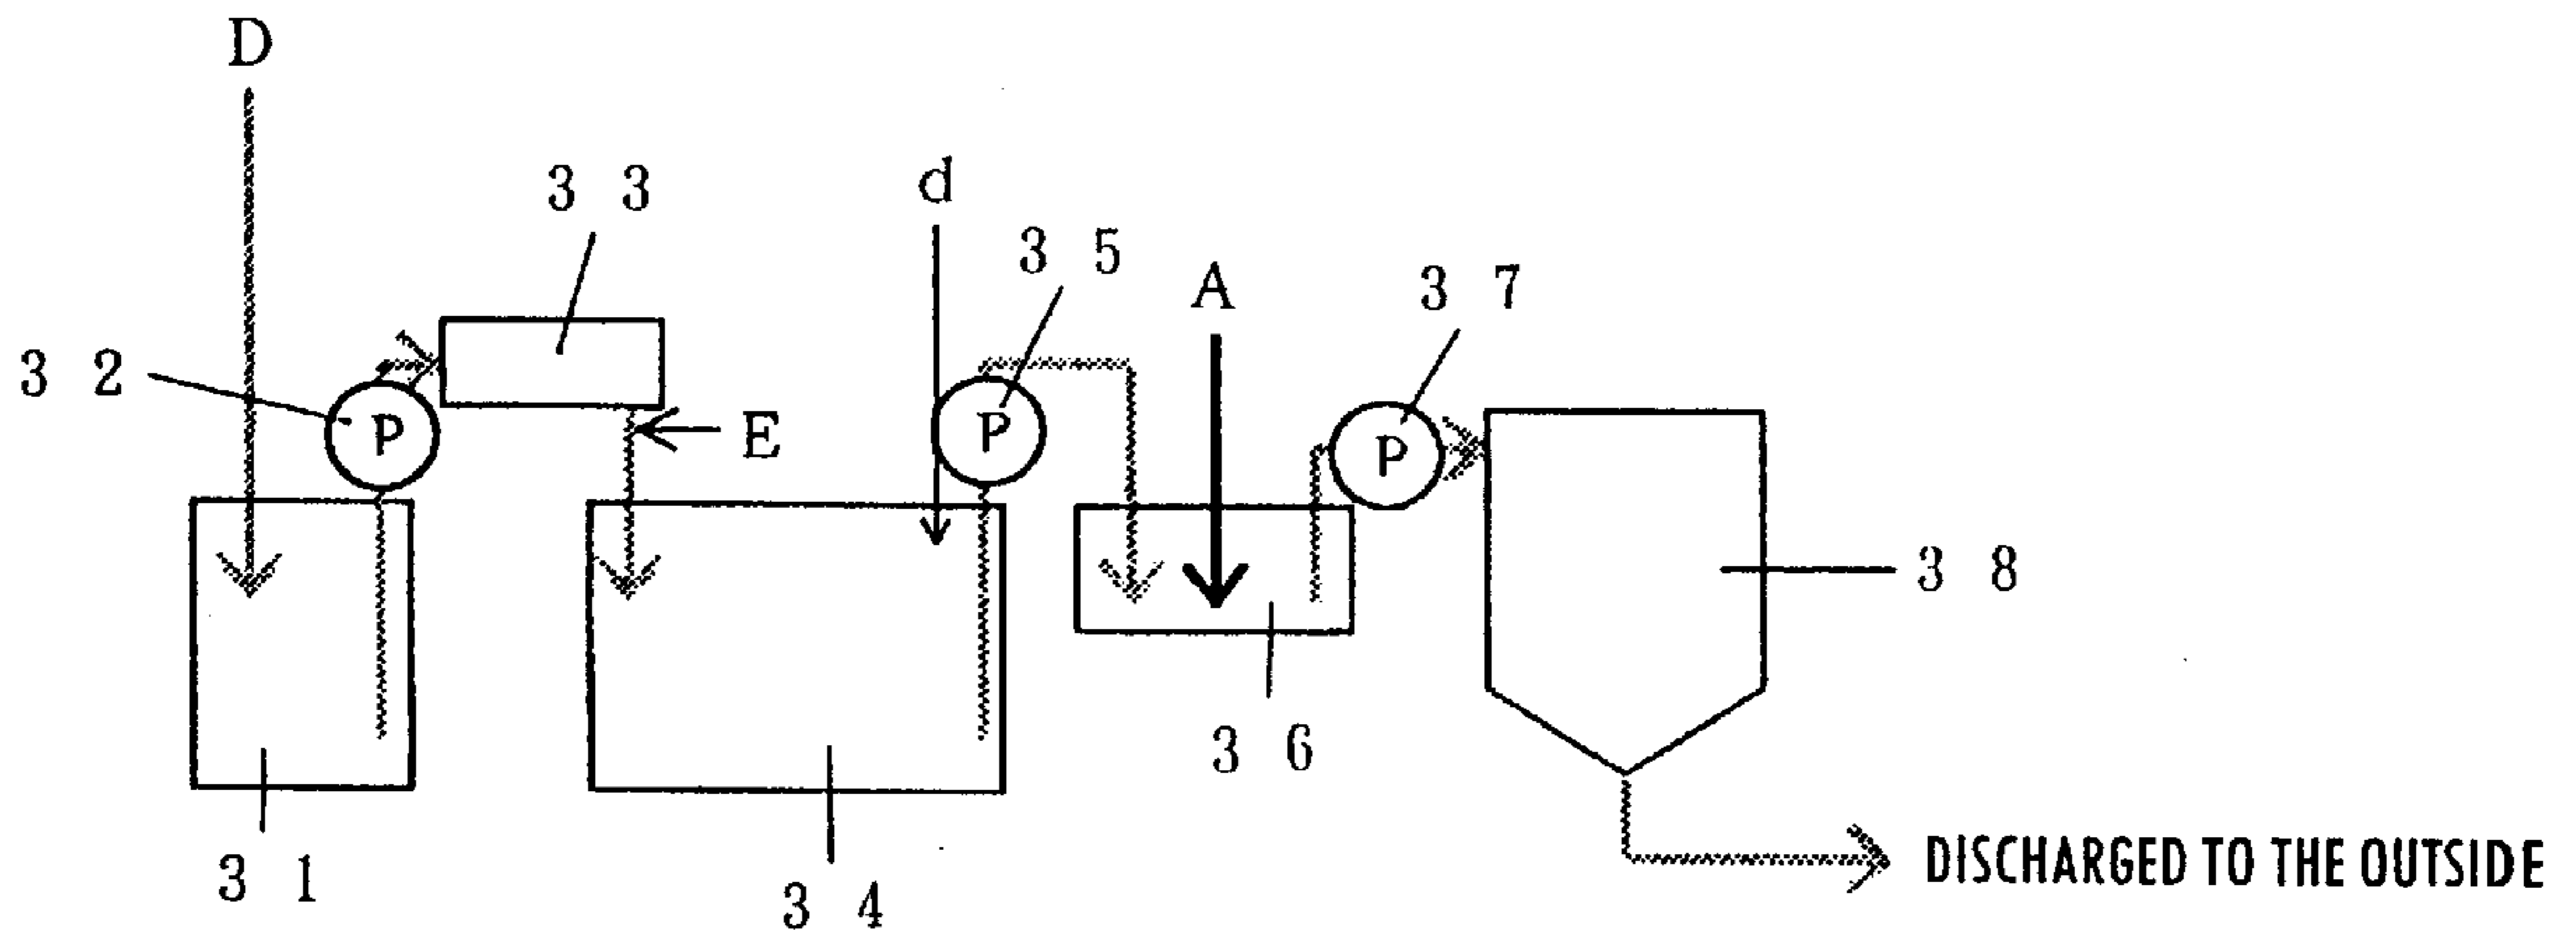 D
3 3
d
3 5
A
3 7
3 2
P
E
P
P
3 8
3 6
3 1
3 4
DISCHARGED TO THE OUTSIDE